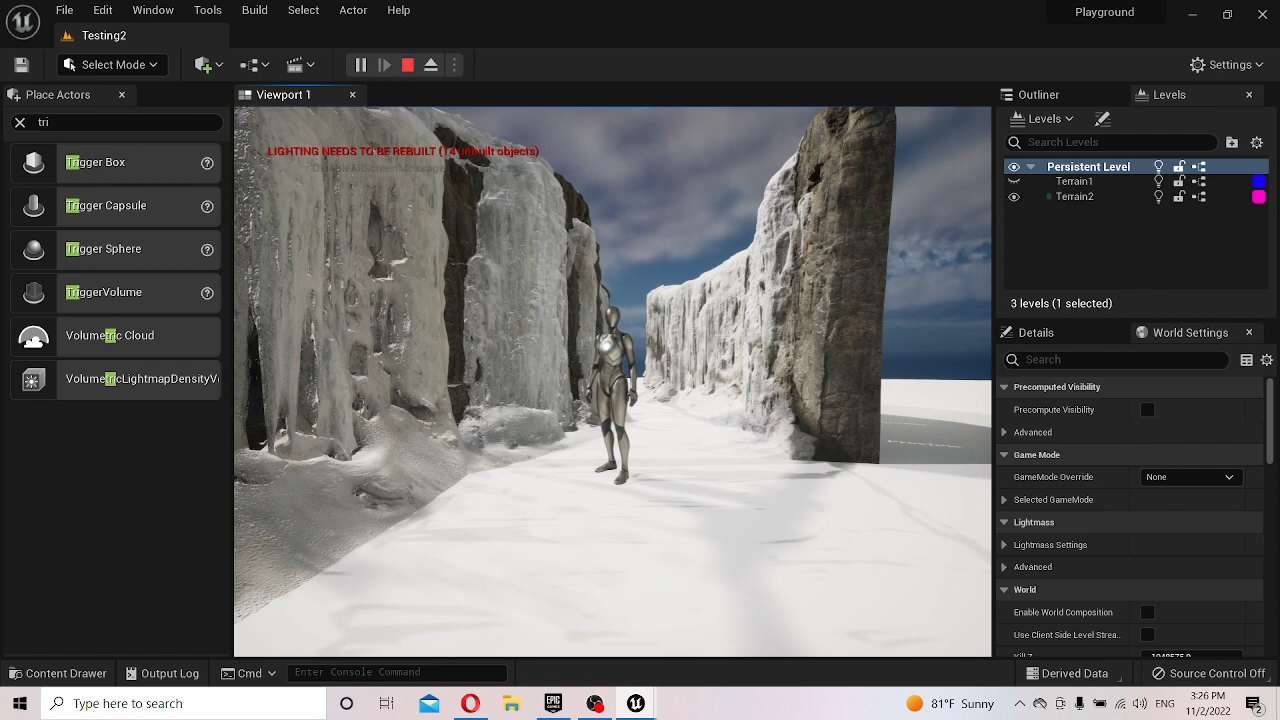 File Edit Window Tools Build Select Actor Help
Playground
Testing2
Select Mode
Settings
Place Actors
Viewport 1
Outliner
Levels
tri
Trigger Box
Trigger Capsule
Trigger Sphere
TriggerVolume
Volumetric Cloud
VolumetricLightmapDensityV
LIGHTING NEEDS TO BE REBUILT (14 unbuilt objects)
Levels
Search Levels
Persistent Level
Terrain1
Terrain2
3 levels (1 selected)
Details
World Settings
Search
Precomputed Visibility
Precompute Visibility
Advanced
Game Mode
GameMode Override
None
Selected GameMode
Lightmass
Lightmass Settings
Advanced
World
Enable World Composition
Use Client Side Level Strea...
Content Drawer
Output Log
Cmd
Enter Console Command
Derived Data
Source Control Off
Type here to search
EPIC GAMES
81°F Sunny
3:26 PM
11/2/2022
2